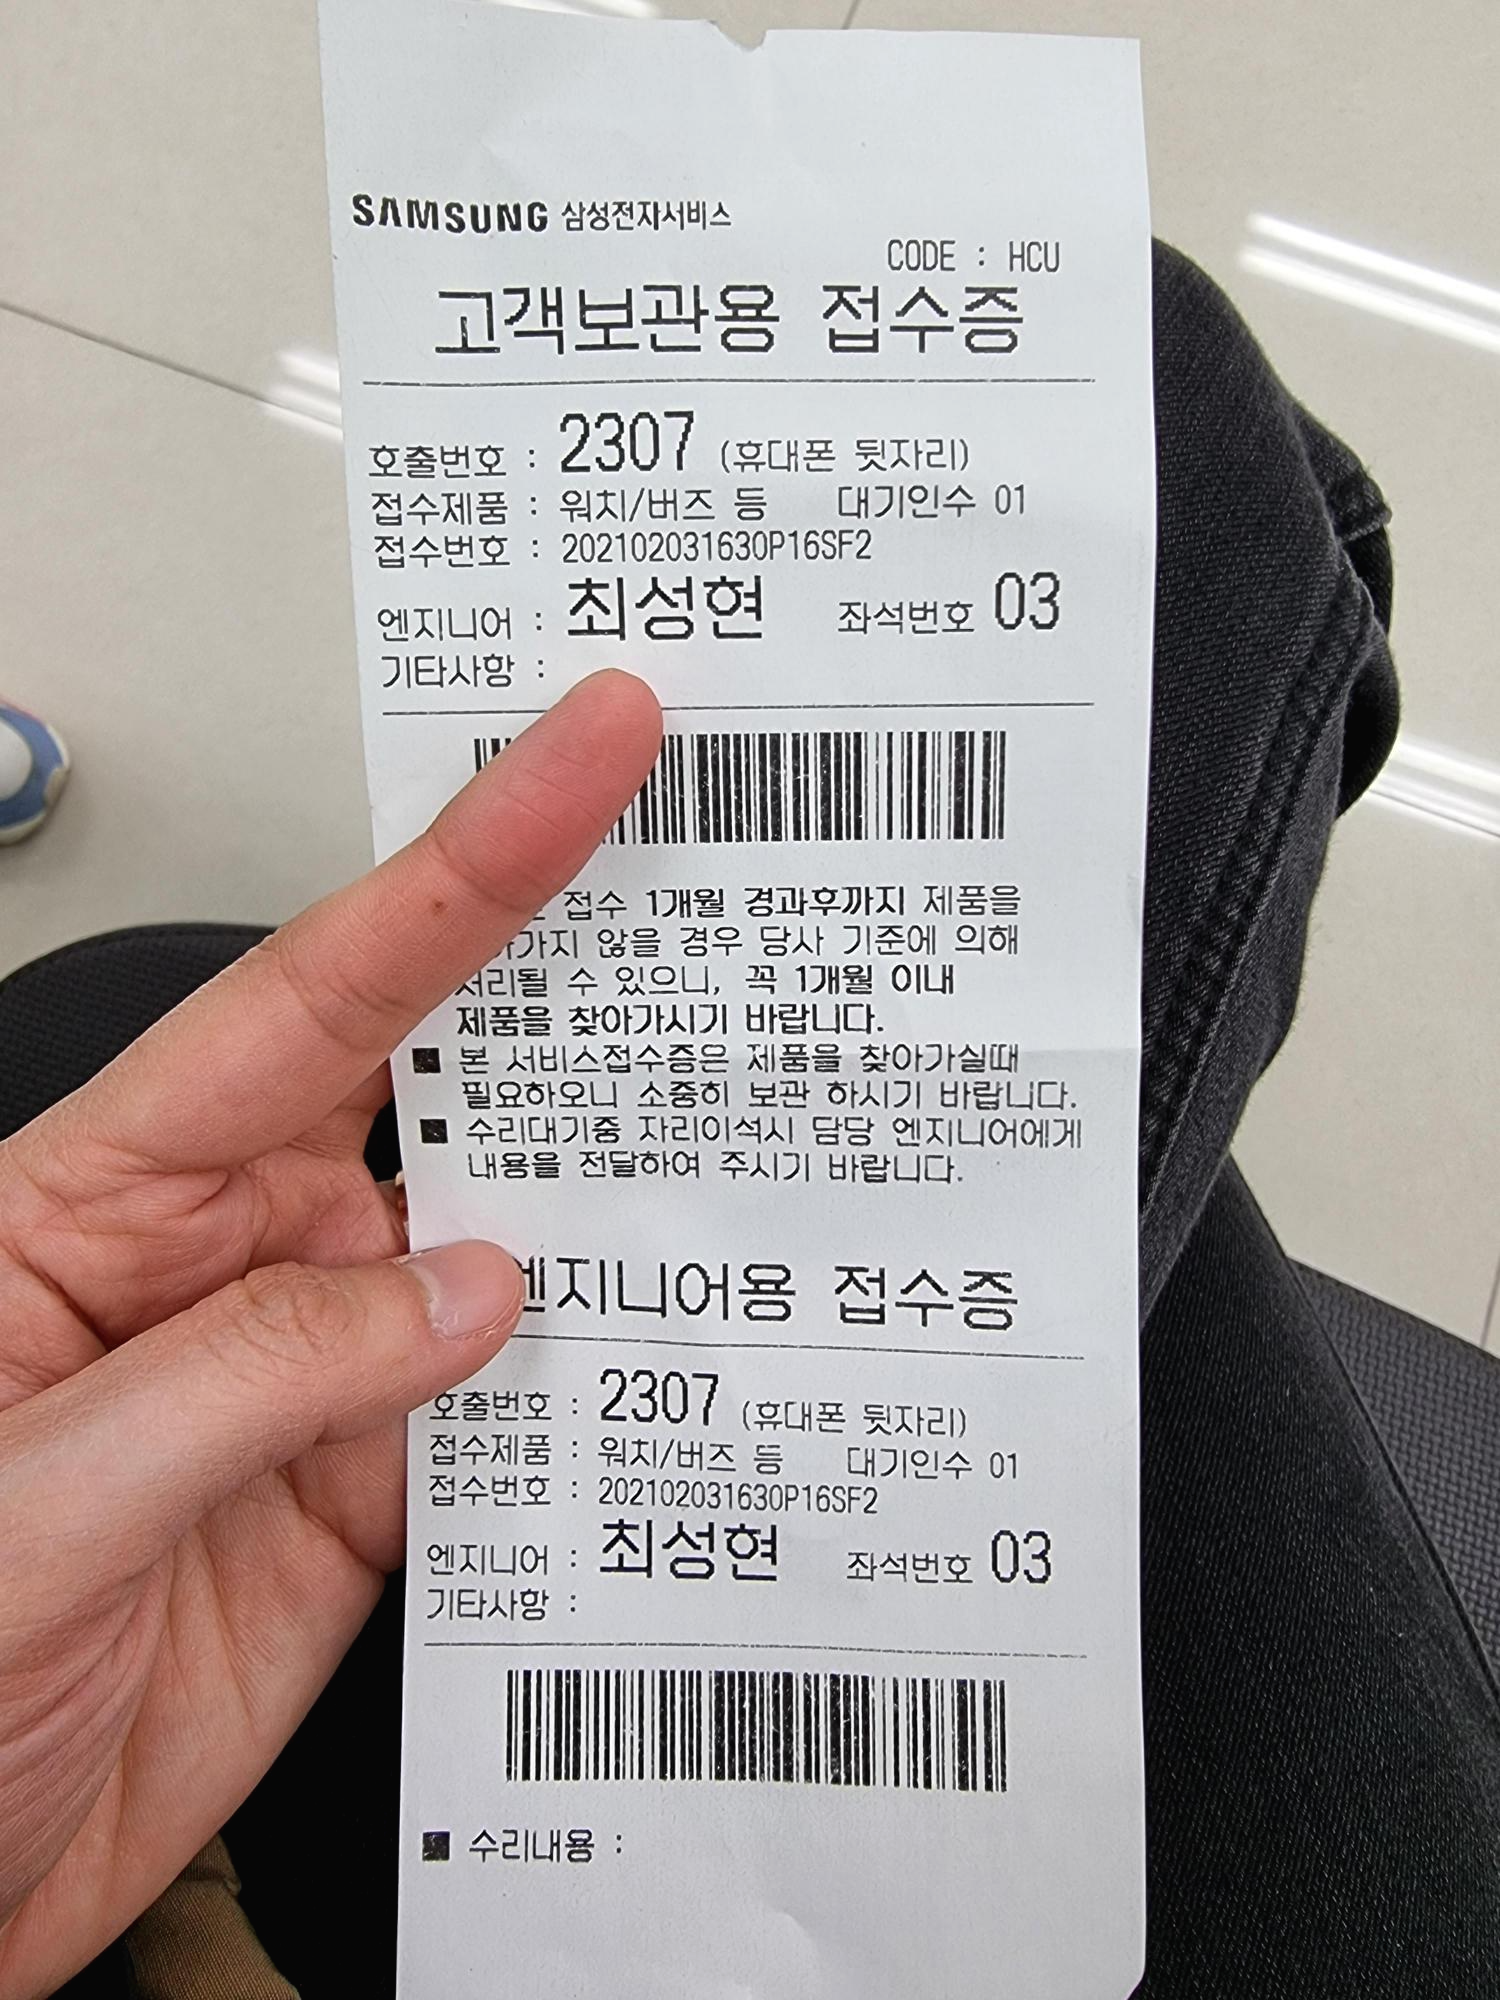 SAMSUNG 삼성전자서비스
CODE : HCU
고객보관용 접수증
호출번호 : 2307 (휴대폰 뒷자리)
접수제품 : 워치/버즈 등 대기인수 01
접수번호 : 202102031630P16SF2
엔지니어 : 최성현 좌석번호 03
기타사항 :
접수 1개월 경과후까지 제품을
않을 경우 당사 기준에 의해
처리될 수 있으니, 꼭 1개월 이내
제품을 찾아가시기 바랍니다.
■ 본 서비스접수증은 제품을 찾아가실때
필요하오니 소중히 보관 하시기 바랍니다.
■ 수리대기중 자리이석시 담당 엔지니어에게
내용을 전달하여 주시기 바랍니다.
엔지니어용 접수증
호출번호 : 2307 (휴대폰 뒷자리)
접수제품 : 워치/버즈 등 대기인수 01
접수번호 : 202102031630P16SF2
엔지니어 : 최성현 좌석번호 03
기타사항 :
■ 수리내용 :